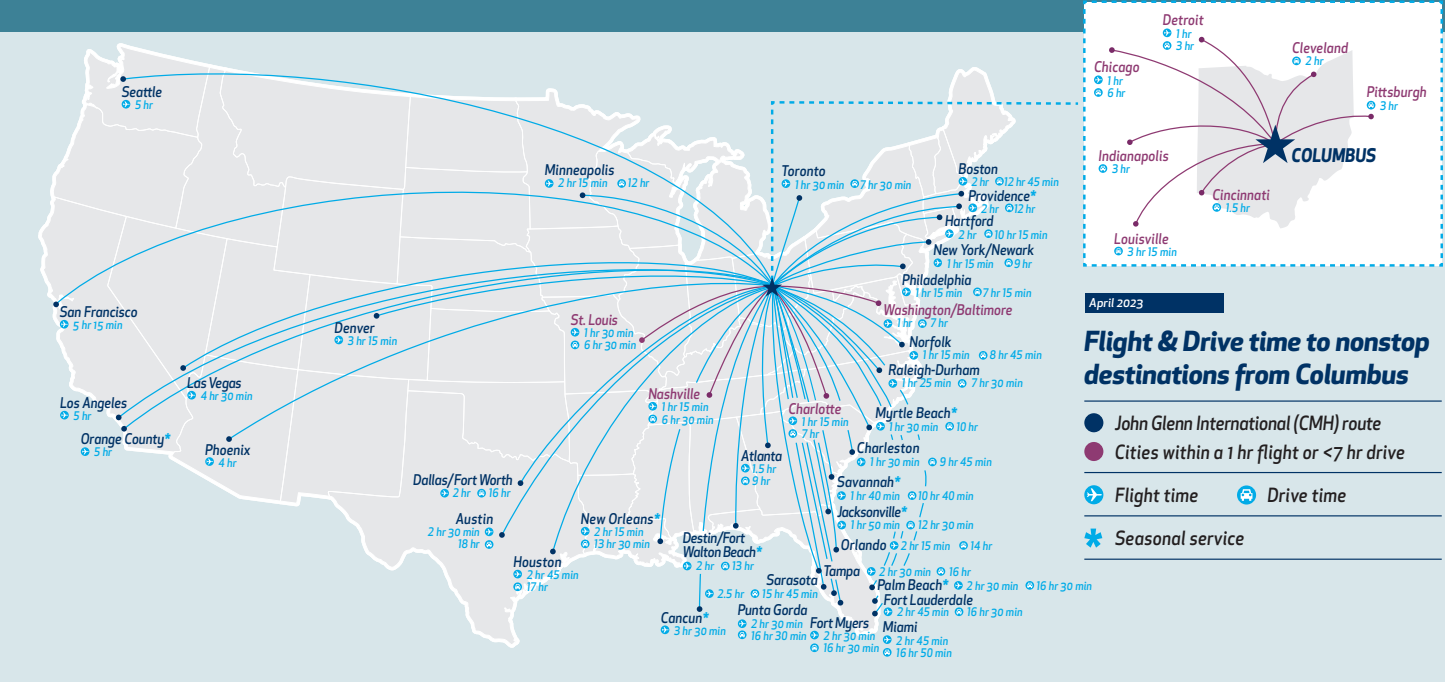 Detroit
1 hr
3 hr
Cleveland
2 hr
Chicago
1 hr
6 hr
Pittsburgh
3 hr
Indianapolis
3 hr
COLUMBUS
Cincinnati
1.5 hr
Louisville
3 hr 15 min
Seattle
5 hr
Minneapolis
2 hr 15 min 12 hr
Toronto
1 hr 30 min 7 hr 30 min
Boston
2 hr 12 hr 45 min
Providence*
2 hr 12 hr
Hartford
2 hr 10 hr 15 min
New York/Newark
1 hr 15 min 9 hr
Philadelphia
1 hr 15 min 7 hr 15 min
Washington/Baltimore
1 hr 7 hr
San Francisco
5 hr 15 min
Denver
3 hr 15 min
St. Louis
1 hr 30 min
6 hr 30 min
Norfolk
1 hr 15 min 8 hr 45 min
Raleigh-Durham
1 hr 25 min 7 hr 30 min
Las Vegas
4 hr 30 min
Los Angeles
5 hr
Orange County*
5 hr
Phoenix
4 hr
Nashville
1 hr 15 min
6 hr 30 min
Charlotte
1 hr 15 min
7 hr
Myrtle Beach*
1 hr 30 min 10 hr
Charleston
1 hr 30 min 9 hr 45 min
Atlanta
1.5 hr
9 hr
Dallas/Fort Worth
2 hr 16 hr
Savannah*
1 hr 40 min 10 hr 40 min
Austin
2 hr 30 min
18 hr
New Orleans*
2 hr 15 min
13 hr 30 min
Jacksonville*
1 hr 50 min 12 hr 30 min
Destin/Fort
Walton Beach*
2 hr 13 hr
Orlando 2 hr 15 min 14 hr
Houston
2 hr 45 min
17 hr
Tampa 2 hr 30 min 16 hr
Sarasota
2.5 hr 15 hr 45 min
Palm Beach* 2 hr 30 min 16 hr 30 min
Fort Lauderdale
2 hr 45 min 16 hr 30 min
Cancun*
3 hr 30 min
Punta Gorda
2 hr 30 min
16 hr 30 min
Fort Myers
2 hr 30 min
16 hr 30 min
Miami
2 hr 45 min
16 hr 50 min
April 2023
Flight & Drive time to nonstop
destinations from Columbus
John Glenn International (CMH) route
Cities within a 1 hr flight or <7 hr drive
Flight time Drive time
* Seasonal service